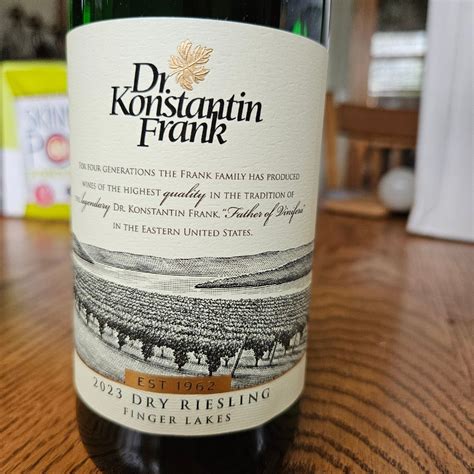 Dr.
Konstantin
Frank
For four generations the Frank family has produced
wines of the highest quality in the tradition of
legendary Dr. Konstantin Frank, "Father of Vinifera"
in the Eastern United States.
EST 1962
2023 DRY RIESLING
FINGER LAKES
SKINN
PO